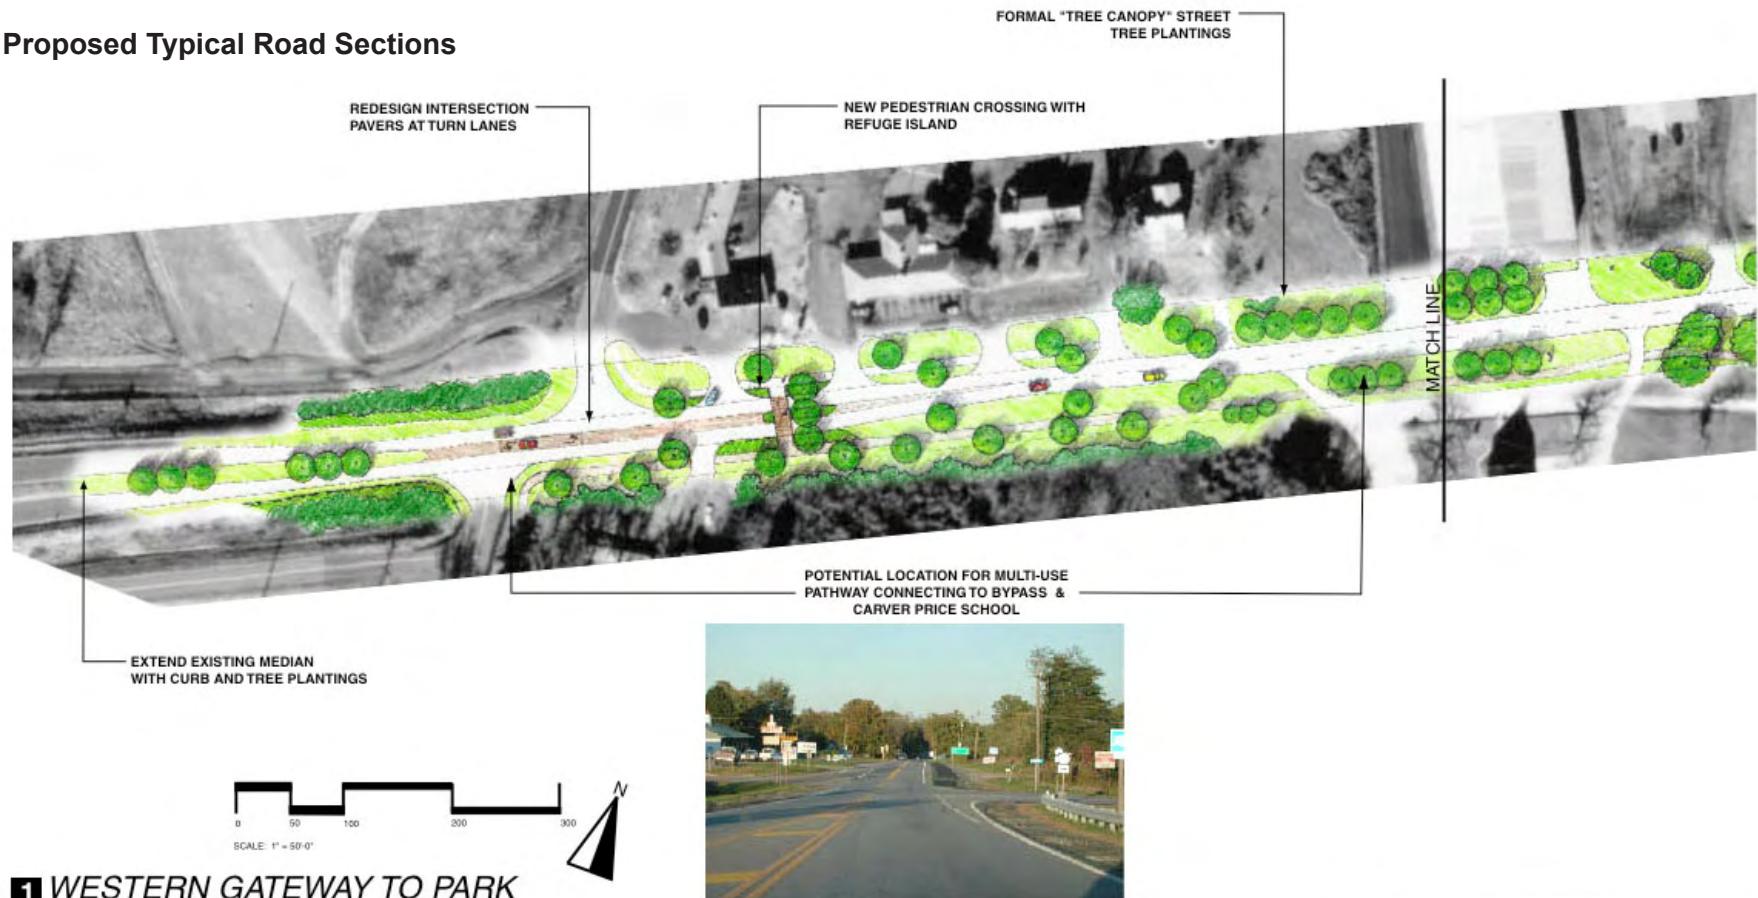 Proposed Typical Road Sections
FORMAL "TREE CANOPY" STREET
TREE PLANTINGS
REDESIGN INTERSECTION
PAVERS AT TURN LANES
NEW PEDESTRIAN CROSSING WITH
REFUGE ISLAND
MATCH LINE
POTENTIAL LOCATION FOR MULTI-USE
PATHWAY CONNECTING TO BYPASS &
CARVER PRICE SCHOOL
EXTEND EXISTING MEDIAN
WITH CURB AND TREE PLANTINGS
N
0 50 100 200 300
SCALE: 1" = 50'-0"
1 WESTERN GATEWAY TO PARK